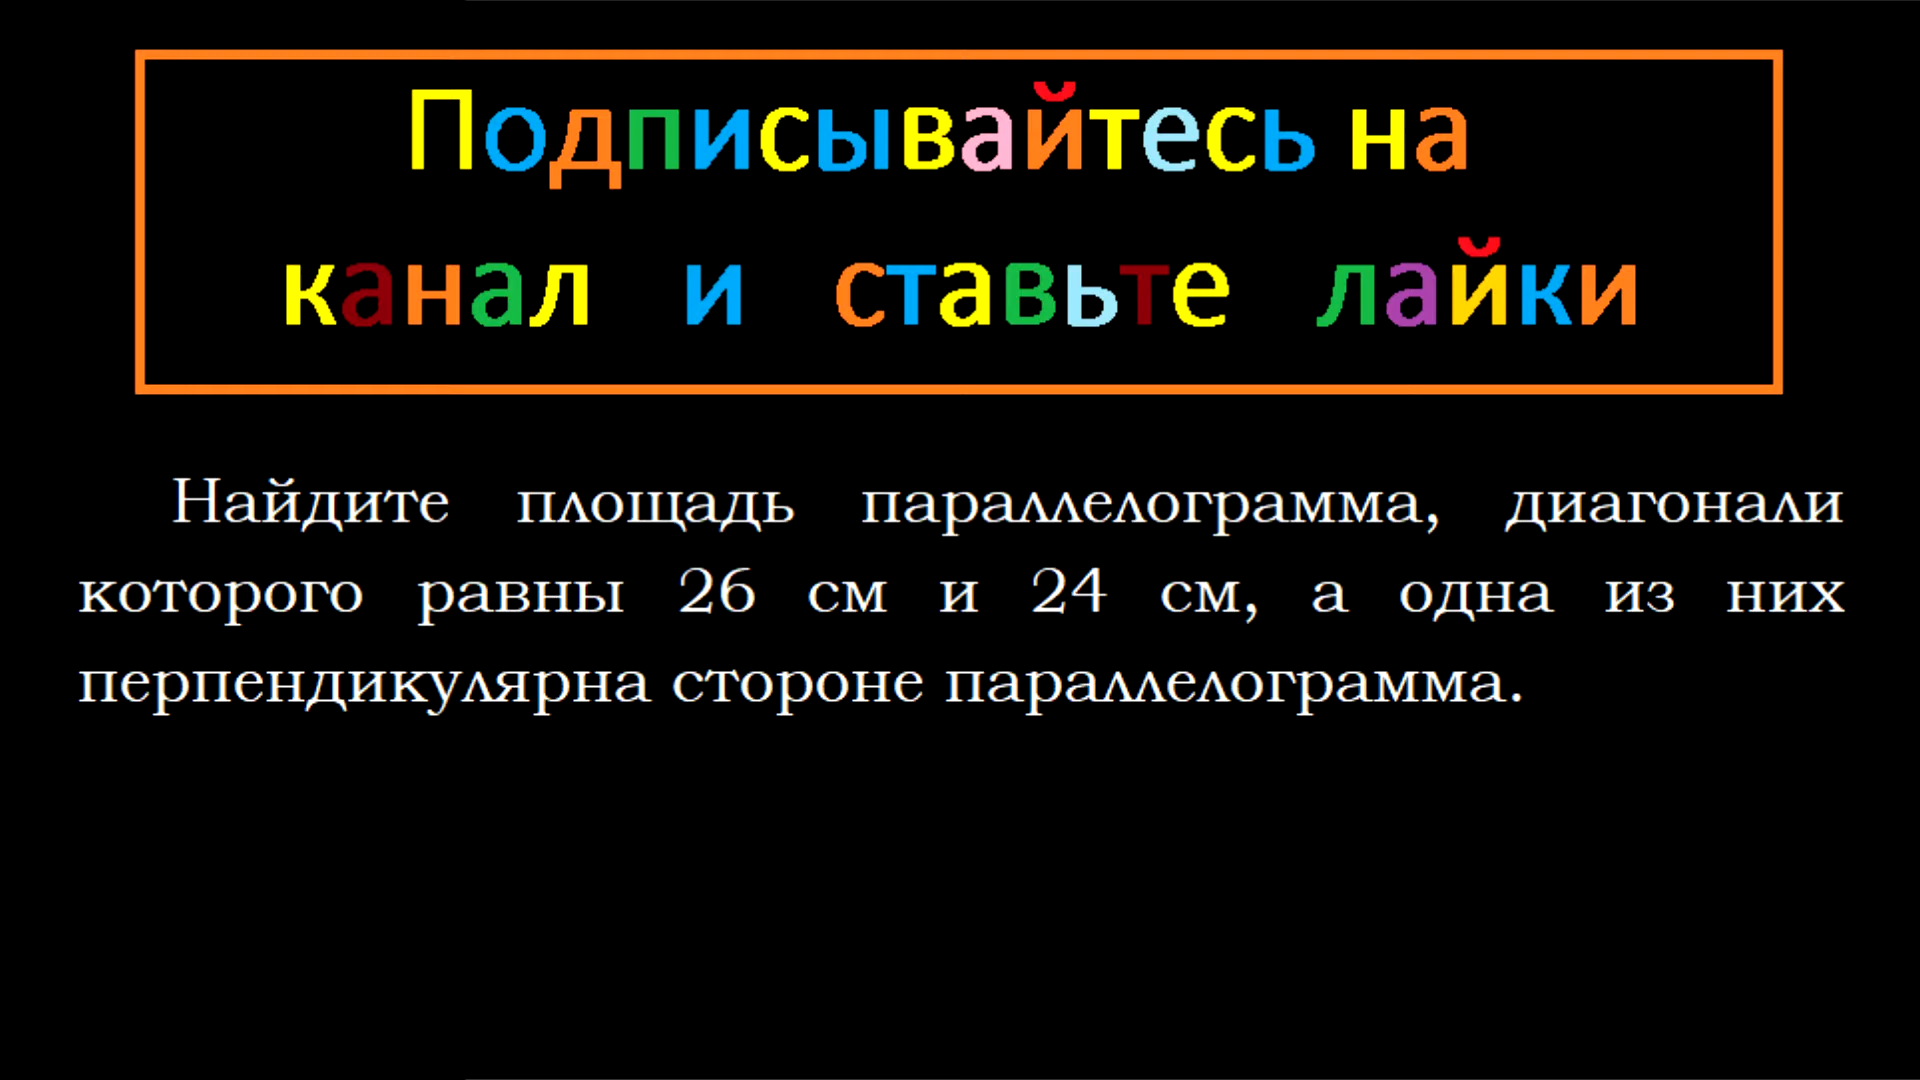 Подписывайтесь на
канал и ставьте лайки
Найдите площадь параллелограмма, диагонали
которого равны 26 см и 24 см, а одна из них
перпендикулярна стороне параллелограмма.